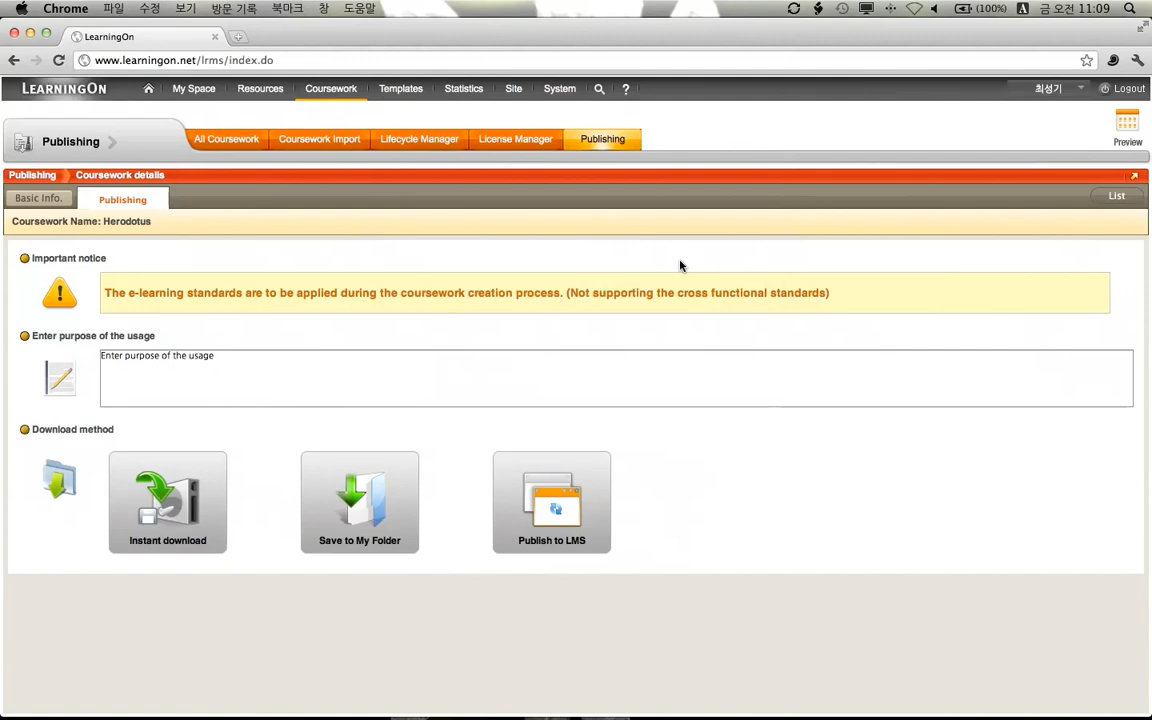 Chrome 파일 수정 보기 방문 기록 북마크 창 도움말 (100%) A 금 오전 11:09
LearningOn
www.learningon.net/lrms/index.do
LEARNINGON My Space Resources Coursework Templates Statistics Site System ? 최성기 Logout
Publishing All Coursework Coursework Import Lifecycle Manager License Manager Publishing
Preview
Publishing Coursework details
Basic Info. Publishing List
Coursework Name: Herodotus
Important notice
The e-learning standards are to be applied during the coursework creation process. (Not supporting the cross functional standards)
Enter purpose of the usage
Enter purpose of the usage
Download method
Instant download Save to My Folder Publish to LMS